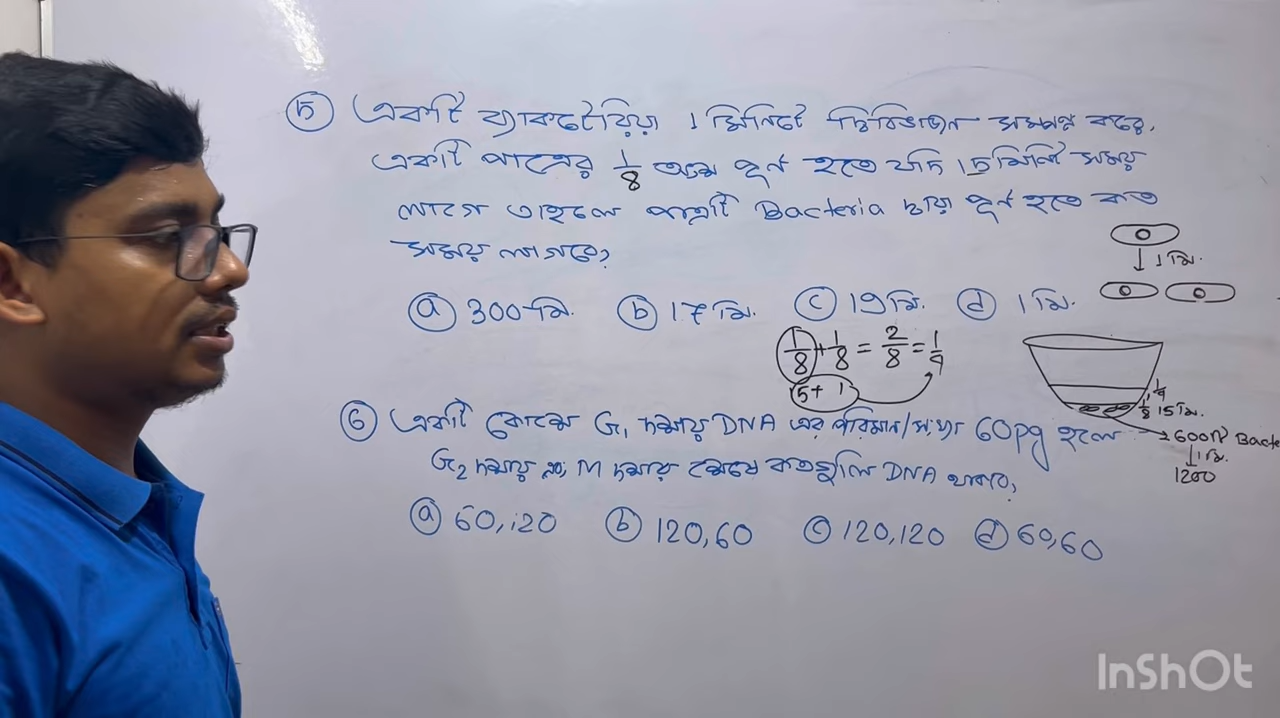 ⑤ একটি ব্যাকটেরিয়া 1 মিনিটে দ্বিবিভাজন সম্পন্ন করে,
একটি পাত্রের 1/8 অংশ পূর্ন হতে যদি 15 মিনিট সময়
লাগে তাহলে পাত্রটি Bacteria দ্বারা পূর্ন হতে কত
সময় লাগবে?
1 মি.
ⓐ 300 মি. ⓑ 17 মি. ⓒ 19 মি. ⓓ 1 মি.
1/8 + 1/8 = 2/8 = 1/4
15 + 1
1/4
1/8 15 মি.
→ 600 Bacte
↓ 1 মি.
1200
⑥ একটি কোষে G₁ দশায় DNA এর পরিমান/সংখ্যা 60pg হলে
G₂ দশায় এবং M দশায় শেষে কতগুলি DNA থাকবে,
ⓐ 60,120 ⓑ 120,60 ⓒ 120,120 ⓓ 60,60
InShOt